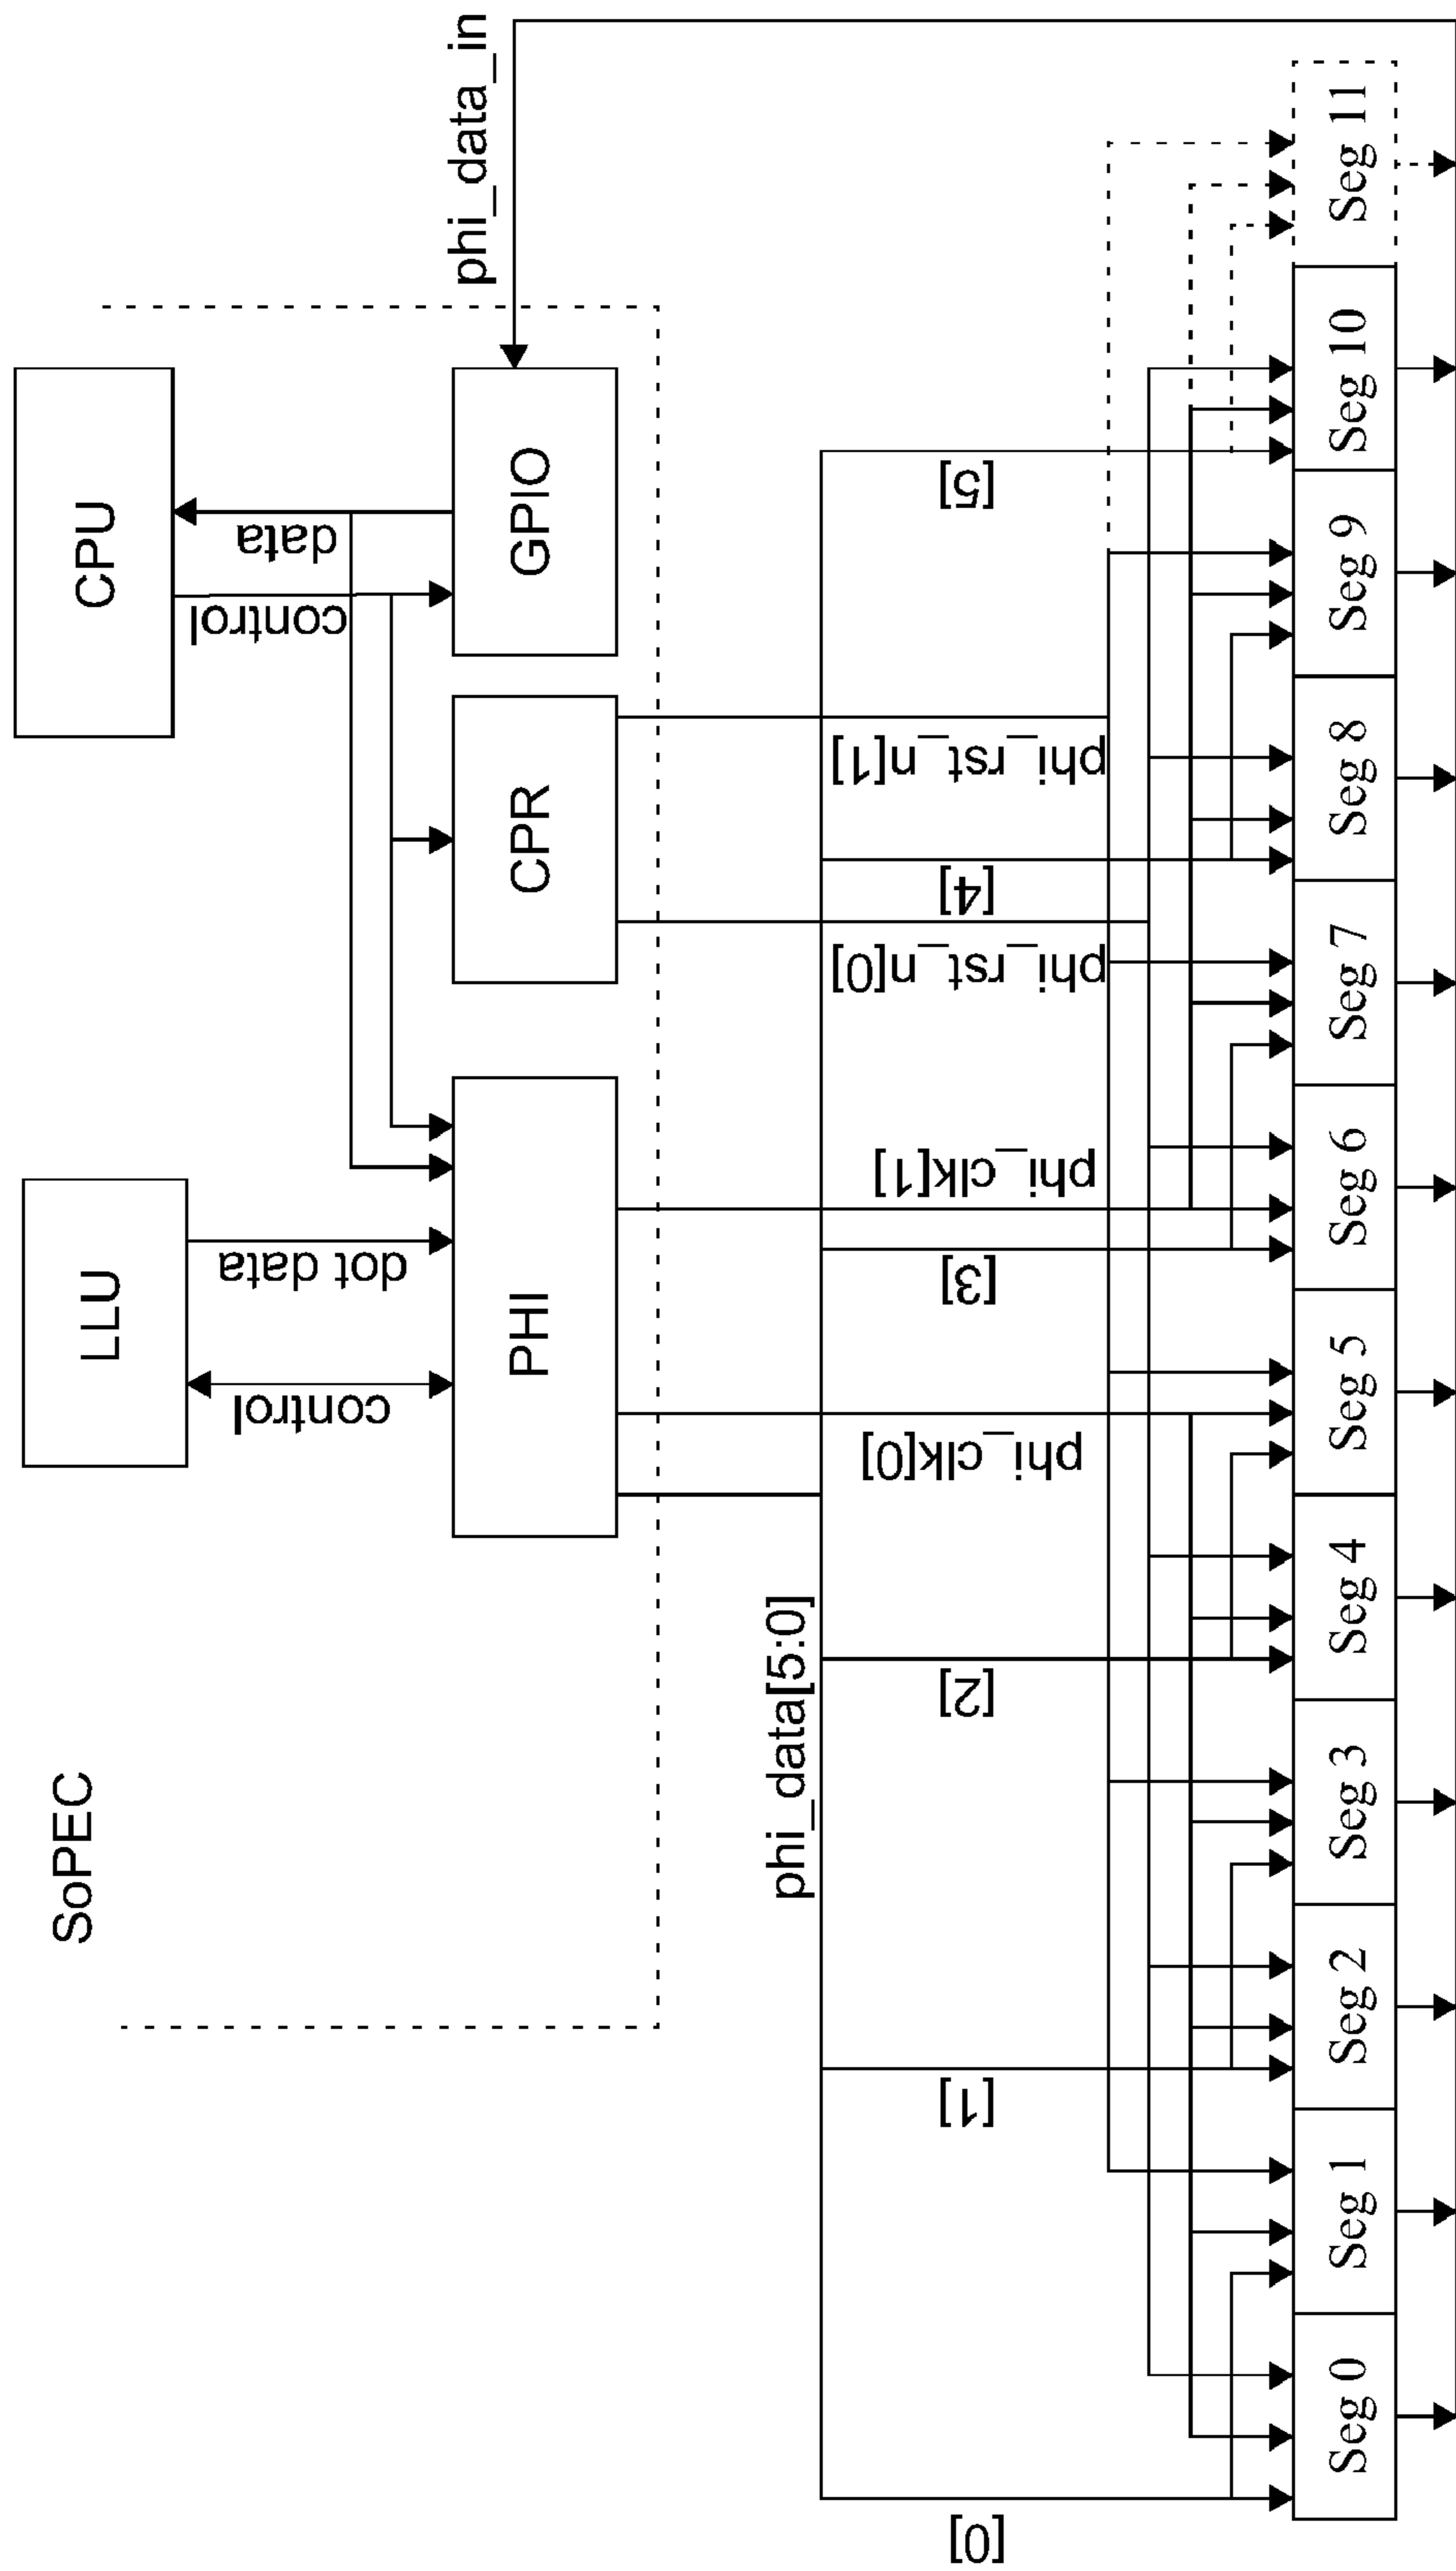 SoPEC
LLU
CPU
control
dot data
control
data
PHI
CPR
GPIO
phi_data_in
phi_data[5:0]
[0]
[1]
[2]
phi_clk[0]
[3]
phi_clk[1]
phi_rst_n[0]
[4]
phi_rst_n[1]
[5]
Seg 0
Seg 1
Seg 2
Seg 3
Seg 4
Seg 5
Seg 6
Seg 7
Seg 8
Seg 9
Seg 10
Seg 11